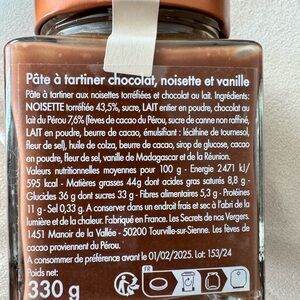 Pâte à tartiner chocolat, noisette et vanille
Pâte à tartiner aux noisettes torréfiées et chocolat au lait. Ingrédients:
NOISETTE torréfiée 43,5%, sucre, LAIT entier en poudre, chocolat au lait
du Pérou 7,6% (fèves de cacao du Pérou, sucre de canne non raffiné,
LAIT en poudre, beurre de cacao, émulsifiant : lécithine de tournesol,
fleur de sel), huile de colza, beurre de cacao, sirop de glucose, cacao
en poudre, fleur de sel, vanille de Madagascar et de la Réunion.
Valeurs nutritionnelles moyennes pour 100 g - Energie 2471 kJ/
595 kcal - Matières grasses 44g dont acides gras saturés 8,8 g -
Glucides 36 g dont sucres 33 g - Fibres alimentaires 5,3 g - Protéines
11 g - Sel 0,33 g. A conserver dans un endroit frais et sec à l'abri de la
lumière et de la chaleur. Fabriqué en France. Les Secrets de nos Vergers.
1451 Manoir de la Vallée - 50200 Tourville-sur-Sienne. Les fèves de cacao
proviennent du Pérou.
A consommer de préférence avant le 01/02/2025. Lot: 153/24
Poids net:
330 g
FR